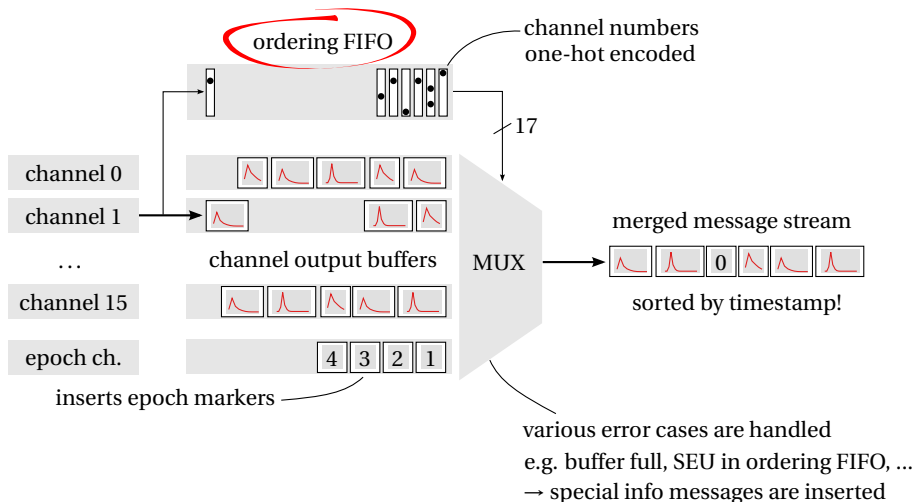 ordering FIFO
channel numbers
one-hot encoded
17
channel 0
channel 1
...
channel 15
epoch ch.
channel output buffers
4 3 2 1
inserts epoch markers
MUX
merged message stream
0
sorted by timestamp!
various error cases are handled
e.g. buffer full, SEU in ordering FIFO, ...
→ special info messages are inserted